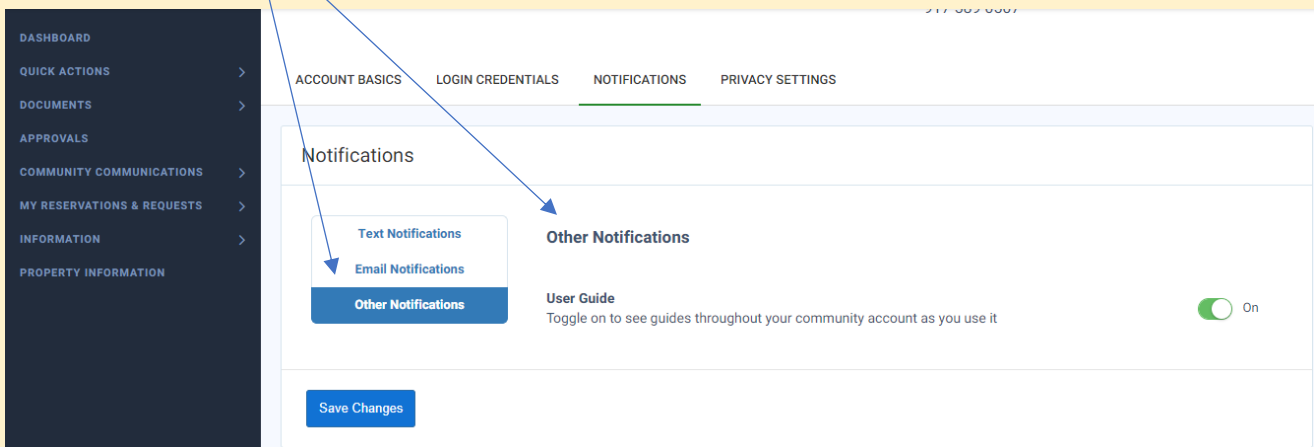 DASHBOARD
QUICK ACTIONS
DOCUMENTS
APPROVALS
COMMUNITY COMMUNICATIONS
MY RESERVATIONS & REQUESTS
INFORMATION
PROPERTY INFORMATION
ACCOUNT BASICS LOGIN CREDENTIALS NOTIFICATIONS PRIVACY SETTINGS
Notifications
Text Notifications
Email Notifications
Other Notifications
Other Notifications
User Guide
Toggle on to see guides throughout your community account as you use it
On
Save Changes